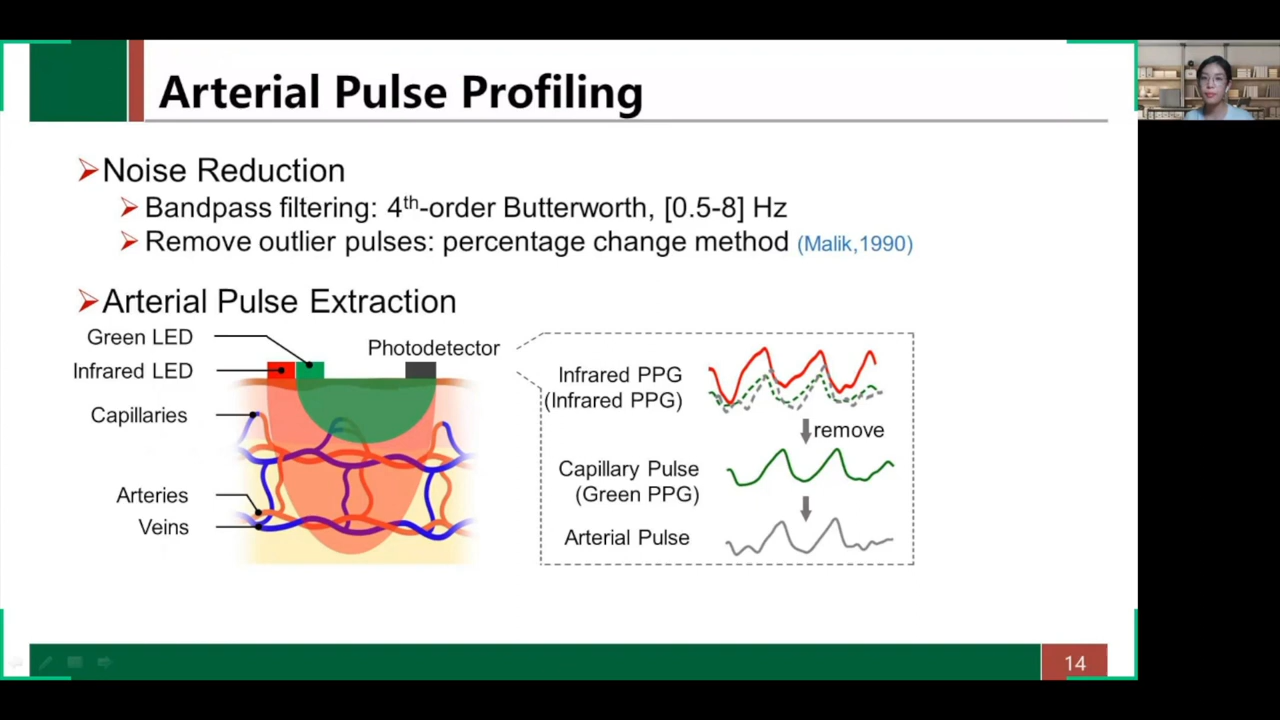 Arterial Pulse Profiling
Noise Reduction
Bandpass filtering: 4th-order Butterworth, [0.5-8] Hz
Remove outlier pulses: percentage change method (Malik,1990)
Arterial Pulse Extraction
Green LED
Infrared LED
Photodetector
Capillaries
Arteries
Veins
Infrared PPG
(Infrared PPG)
remove
Capillary Pulse
(Green PPG)
Arterial Pulse
14